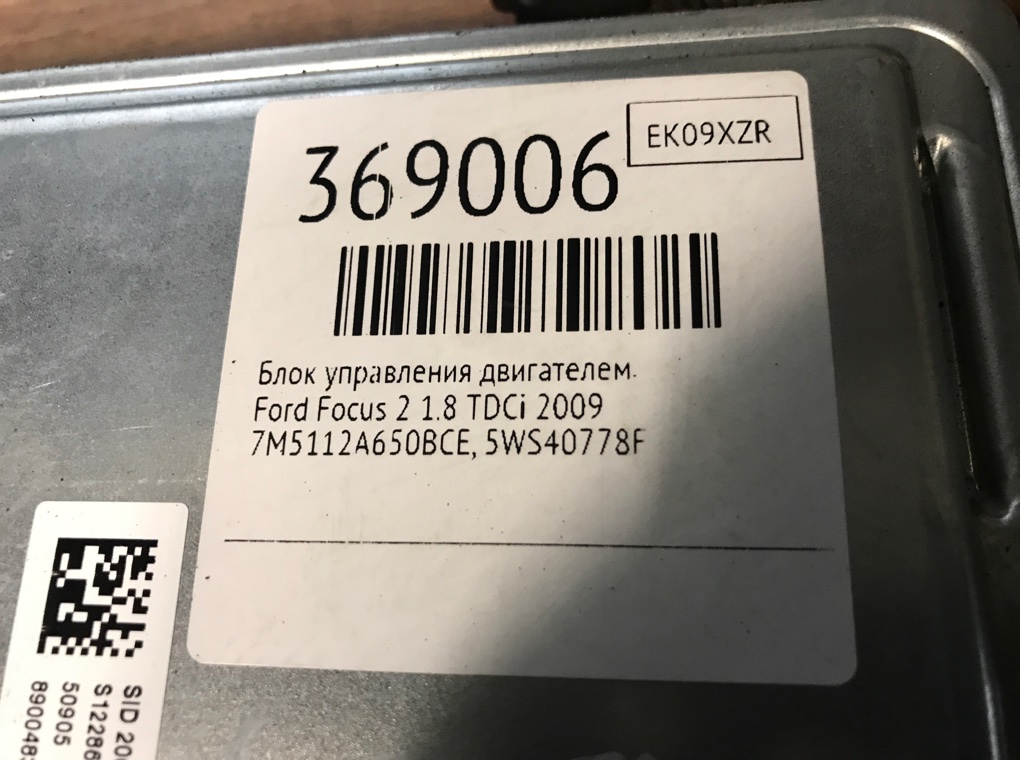 369006
EK09XZR
Блок управления двигателем.
Ford Focus 2 1.8 TDCi 2009
7M5112A650BCE, 5WS40778F
SID
50905